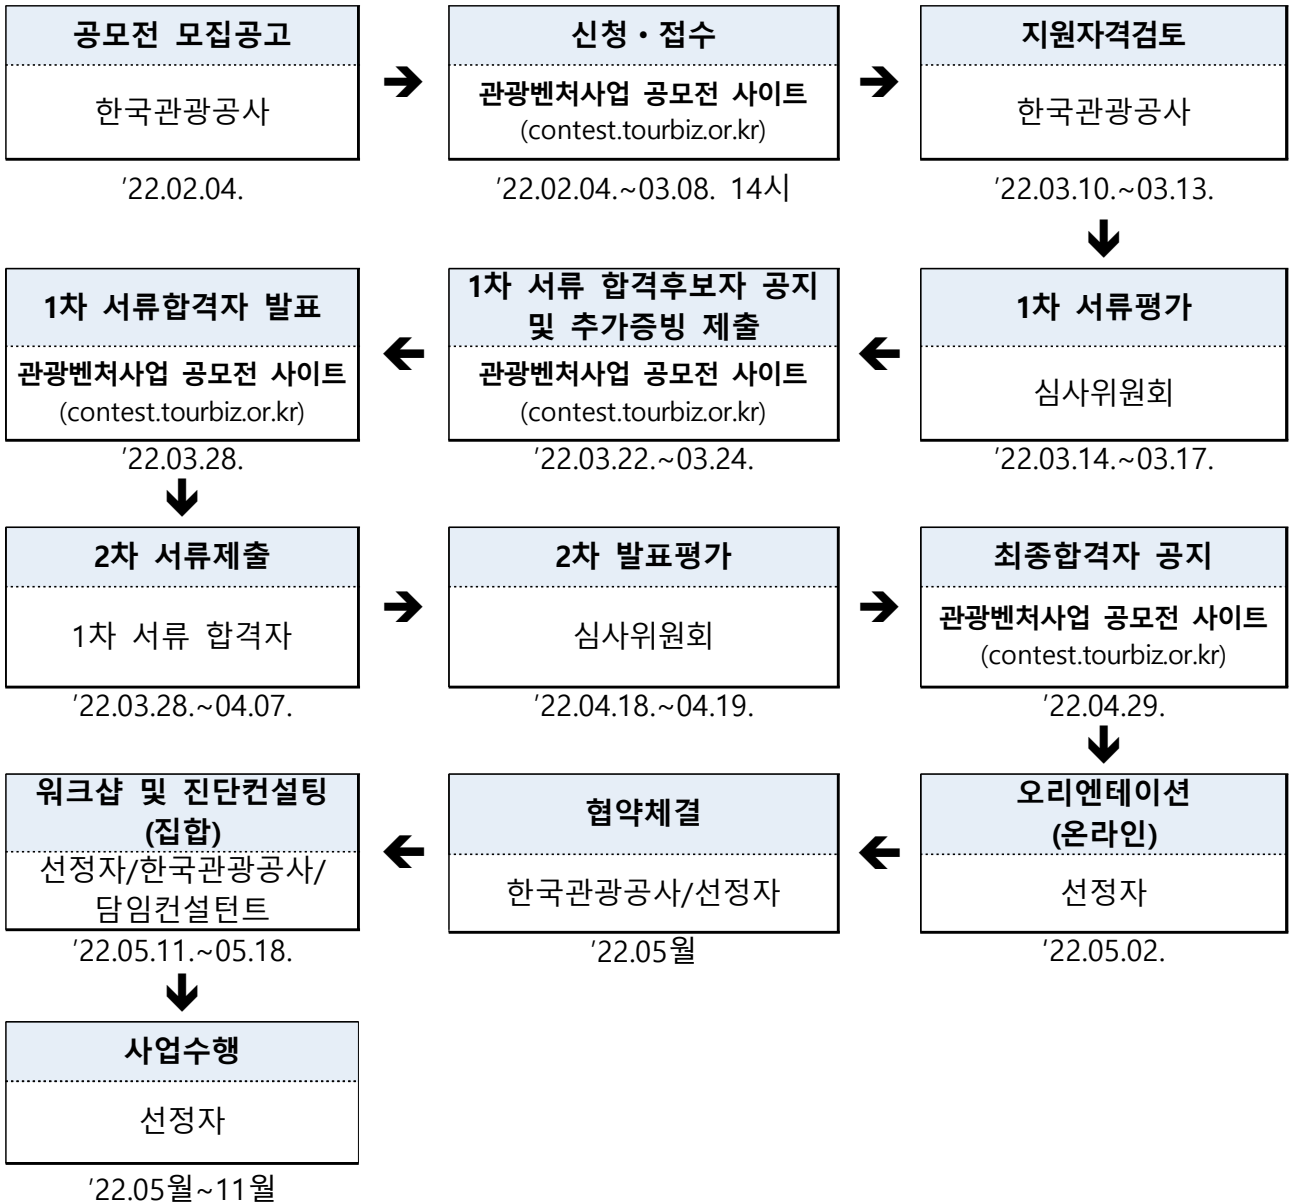 공모전 모집공고
한국관광공사
'22.02.04.
신청・접수
관광벤처사업 공모전 사이트
(contest.tourbiz.or.kr)
'22.02.04.~03.08. 14시
지원자격검토
한국관광공사
'22.03.10.~03.13.
1차 서류평가
심사위원회
'22.03.14.~03.17.
1차 서류 합격후보자 공지
및 추가증빙 제출
관광벤처사업 공모전 사이트
(contest.tourbiz.or.kr)
'22.03.22.~03.24.
1차 서류합격자 발표
관광벤처사업 공모전 사이트
(contest.tourbiz.or.kr)
'22.03.28.
2차 서류제출
1차 서류 합격자
'22.03.28.~04.07.
2차 발표평가
심사위원회
'22.04.18.~04.19.
최종합격자 공지
관광벤처사업 공모전 사이트
(contest.tourbiz.or.kr)
'22.04.29.
오리엔테이션
(온라인)
선정자
'22.05.02.
협약체결
한국관광공사/선정자
'22.05월
워크샵 및 진단컨설팅
(집합)
선정자/한국관광공사/
담임컨설턴트
'22.05.11.~05.18.
사업수행
선정자
'22.05월~11월